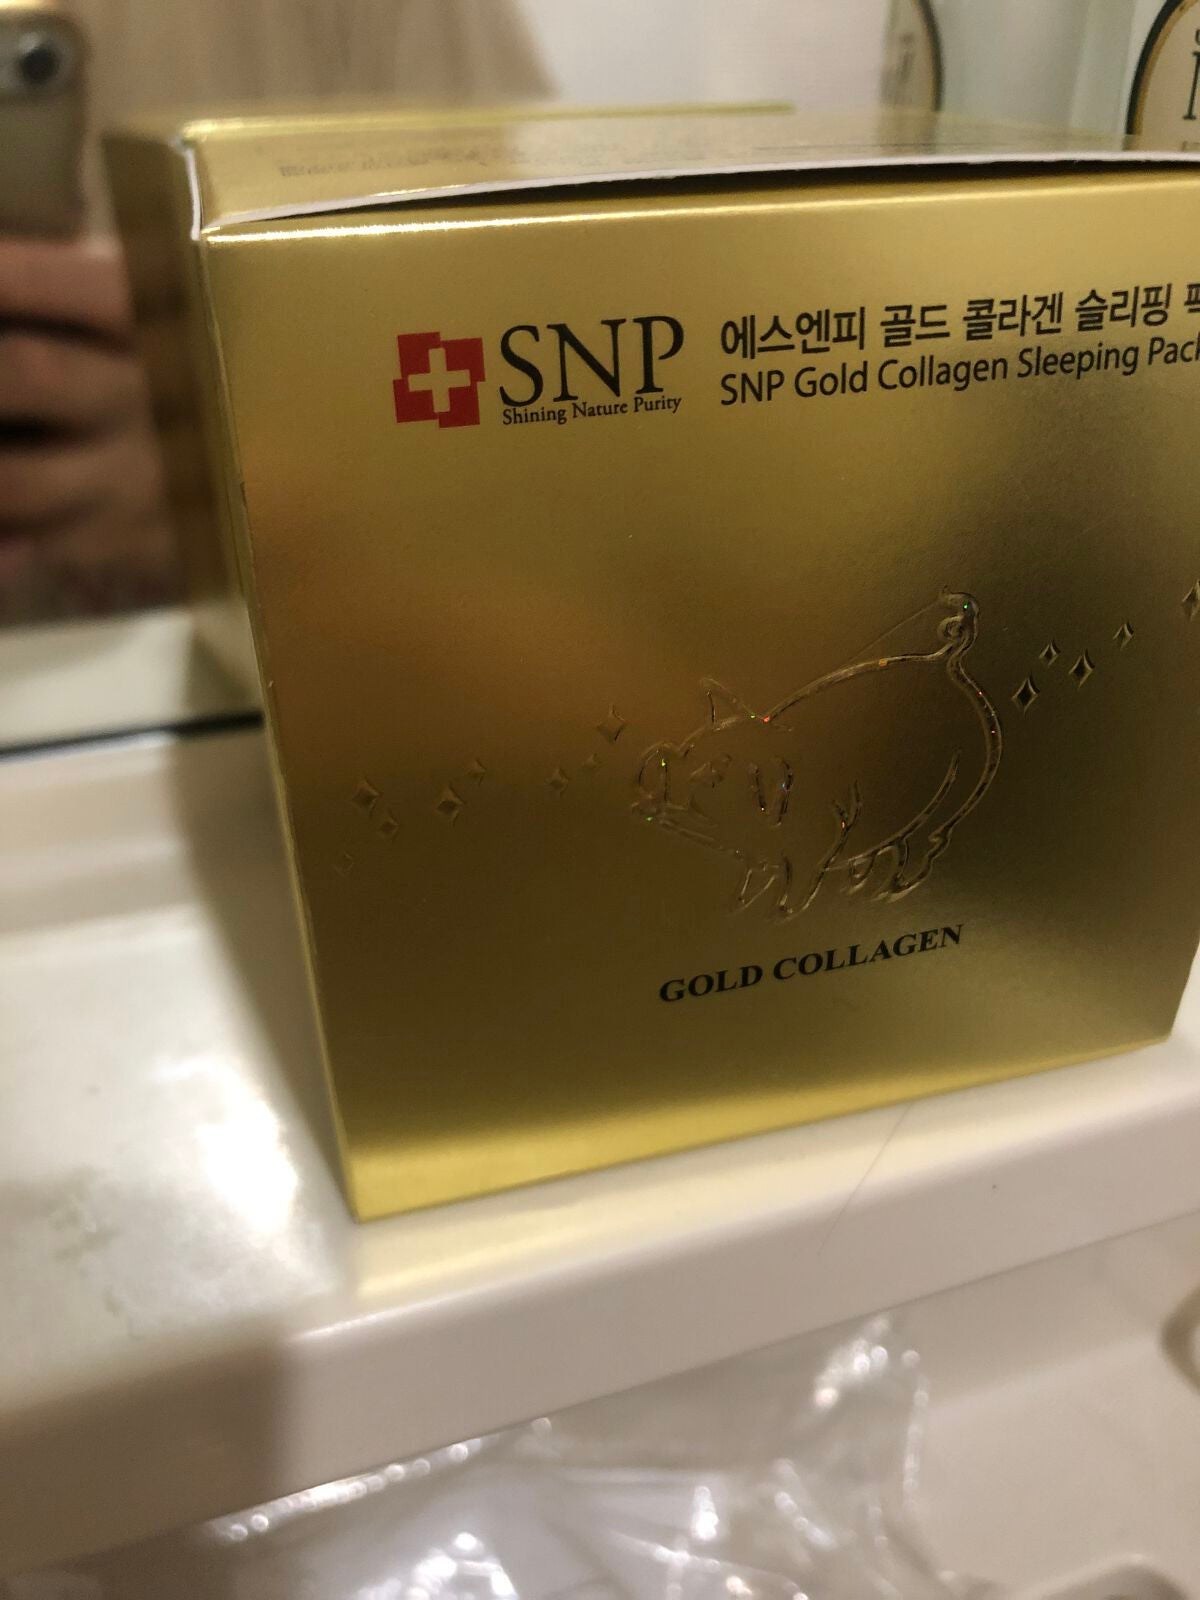 SNP
Shining Nature Purity
에스엔피 골드 콜라겐 슬리핑
SNP Gold Collagen Sleeping Pack
GOLD COLLAGEN